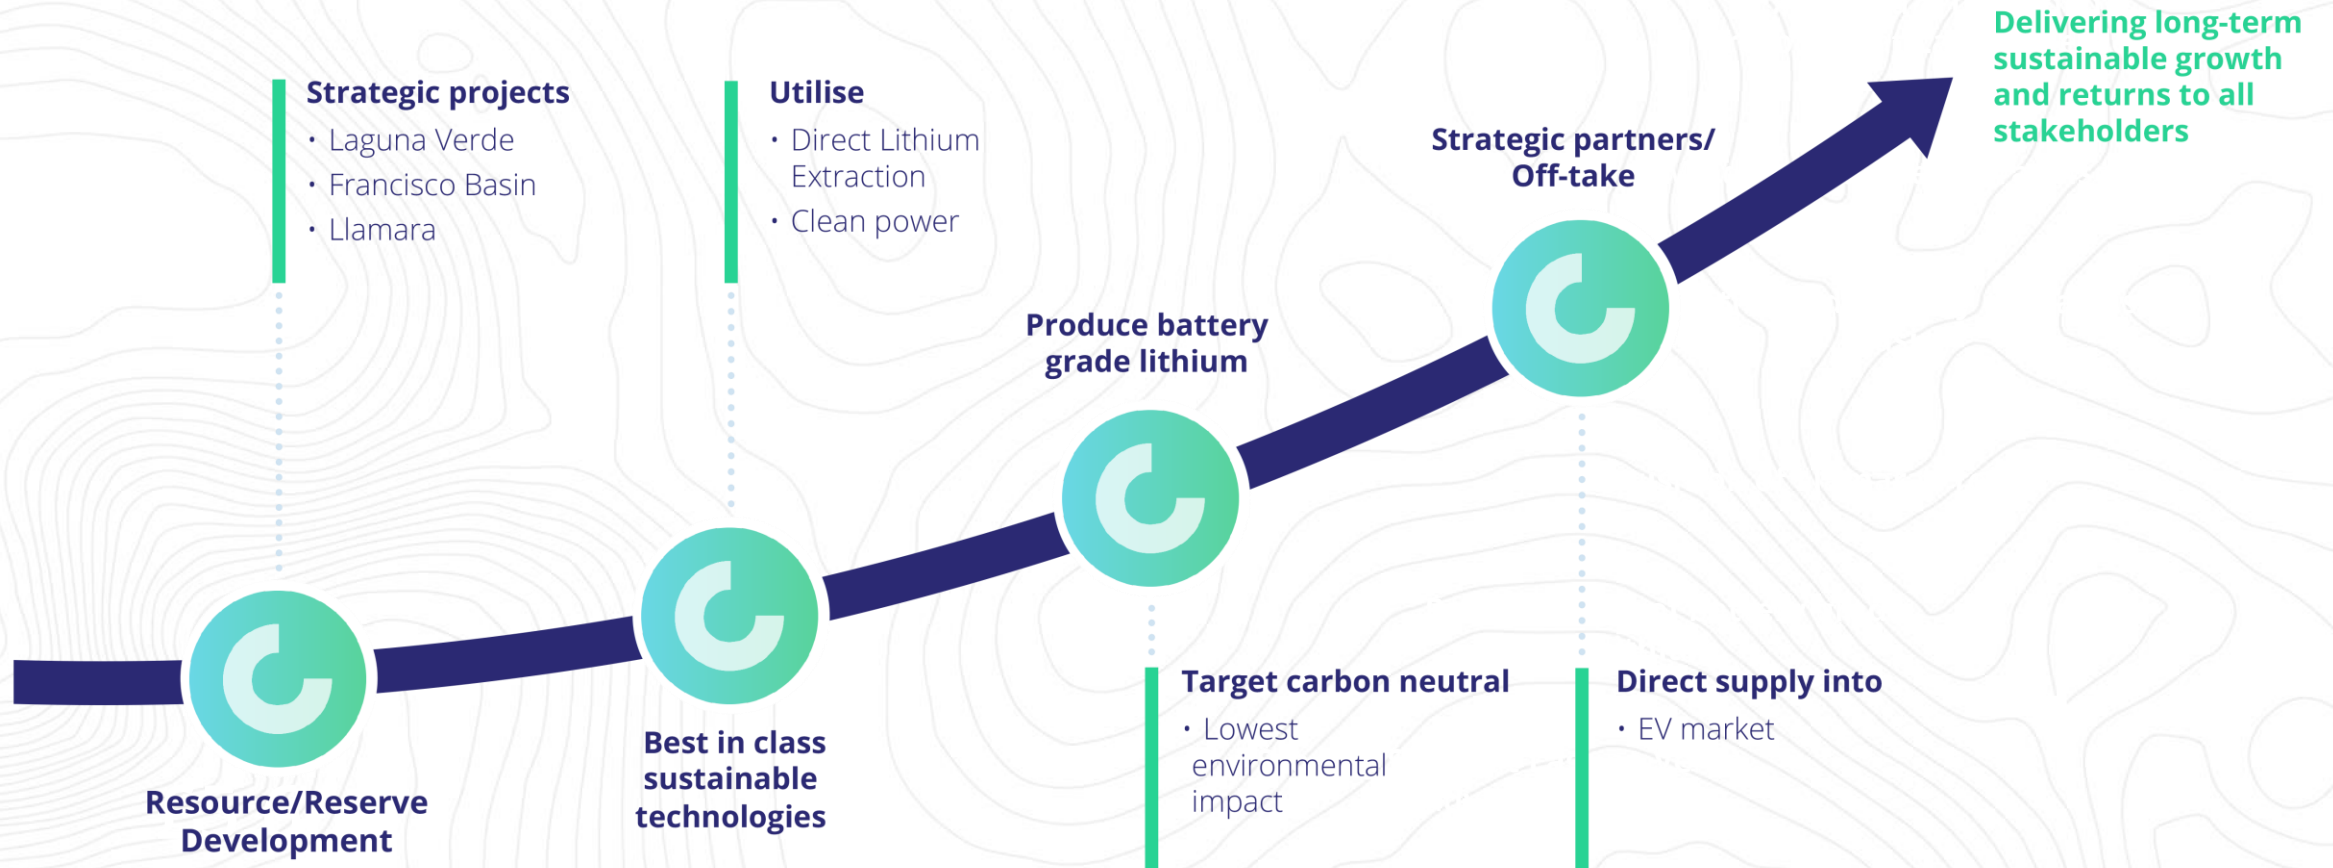 Delivering long-term
sustainable growth
and returns to all
stakeholders
Strategic projects
• Laguna Verde
• Francisco Basin
• Llamara
Utilise
• Direct Lithium
Extraction
• Clean power
Strategic partners/
Off-take
Produce battery
grade lithium
Target carbon neutral
• Lowest
environmental
impact
Direct supply into
• EV market
Best in class
sustainable
technologies
Resource/Reserve
Development